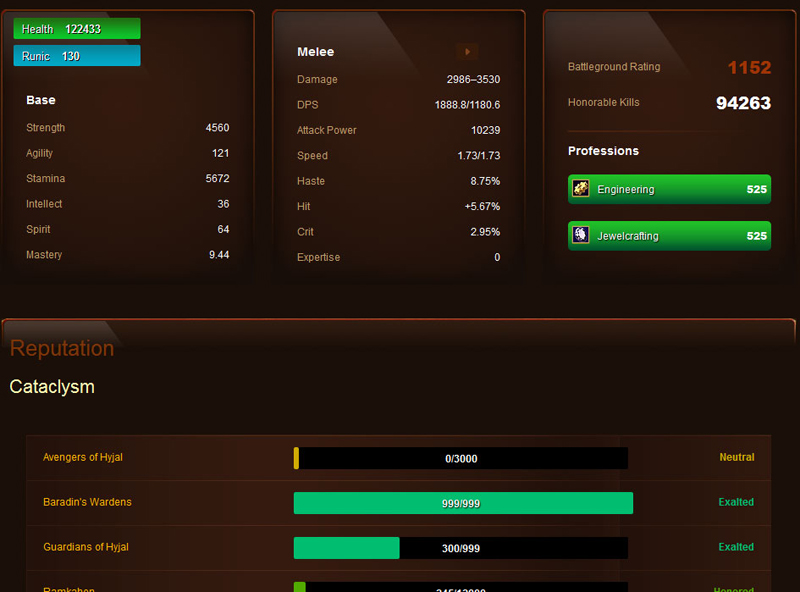 Health 122433
Runic 130
Base
Strength 4560
Agility 121
Stamina 5672
Intellect 36
Spirit 64
Mastery 9.44
Melee
Damage 2986–3530
DPS 1888.8/1180.6
Attack Power 10239
Speed 1.73/1.73
Haste 8.75%
Hit +5.67%
Crit 2.95%
Expertise 0
Battleground Rating 1152
Honorable Kills 94263
Professions
Engineering 525
Jewelcrafting 525
Reputation
Cataclysm
Avengers of Hyjal 0/3000 Neutral
Baradin's Wardens 999/999 Exalted
Guardians of Hyjal 300/999 Exalted
Ramkahen Honored